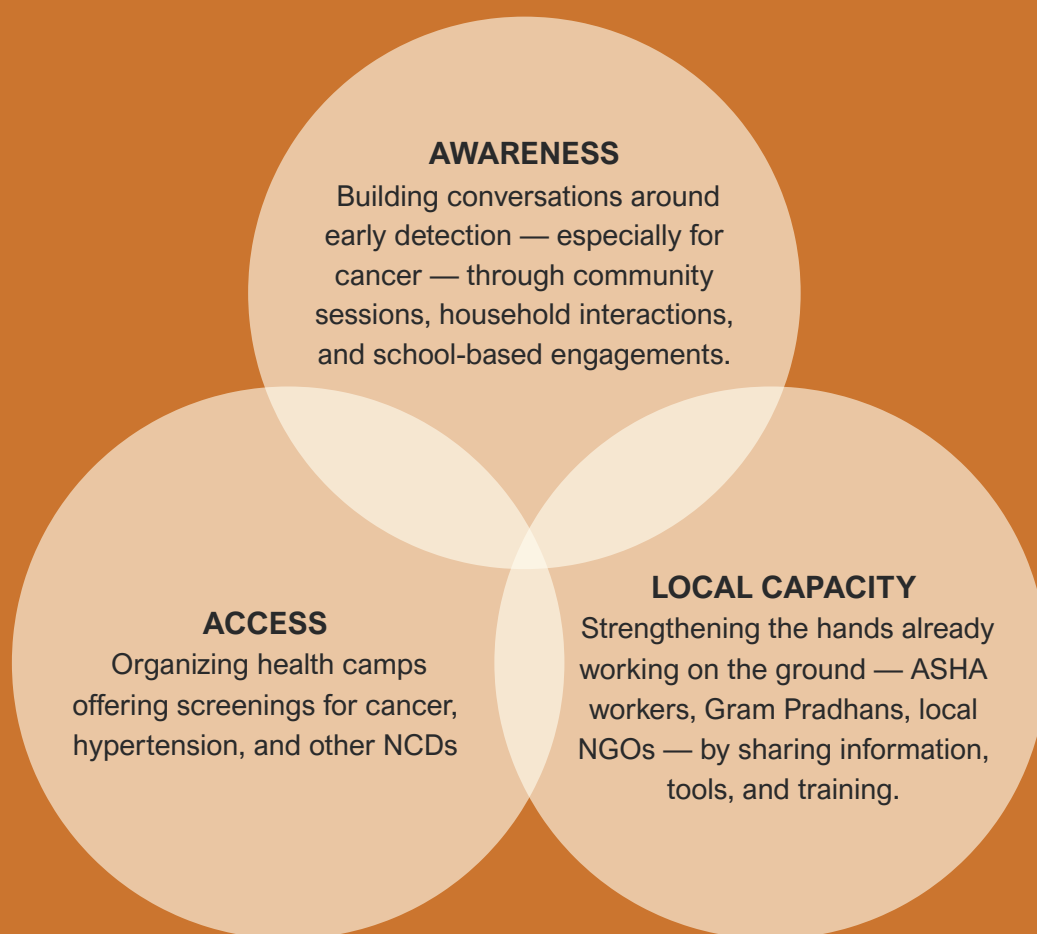 AWARENESS
Building conversations around
early detection — especially for
cancer — through community
sessions, household interactions,
and school-based engagements.
ACCESS
Organizing health camps
offering screenings for cancer,
hypertension, and other NCDs
LOCAL CAPACITY
Strengthening the hands already
working on the ground — ASHA
workers, Gram Pradhans, local
NGOs — by sharing information,
tools, and training.